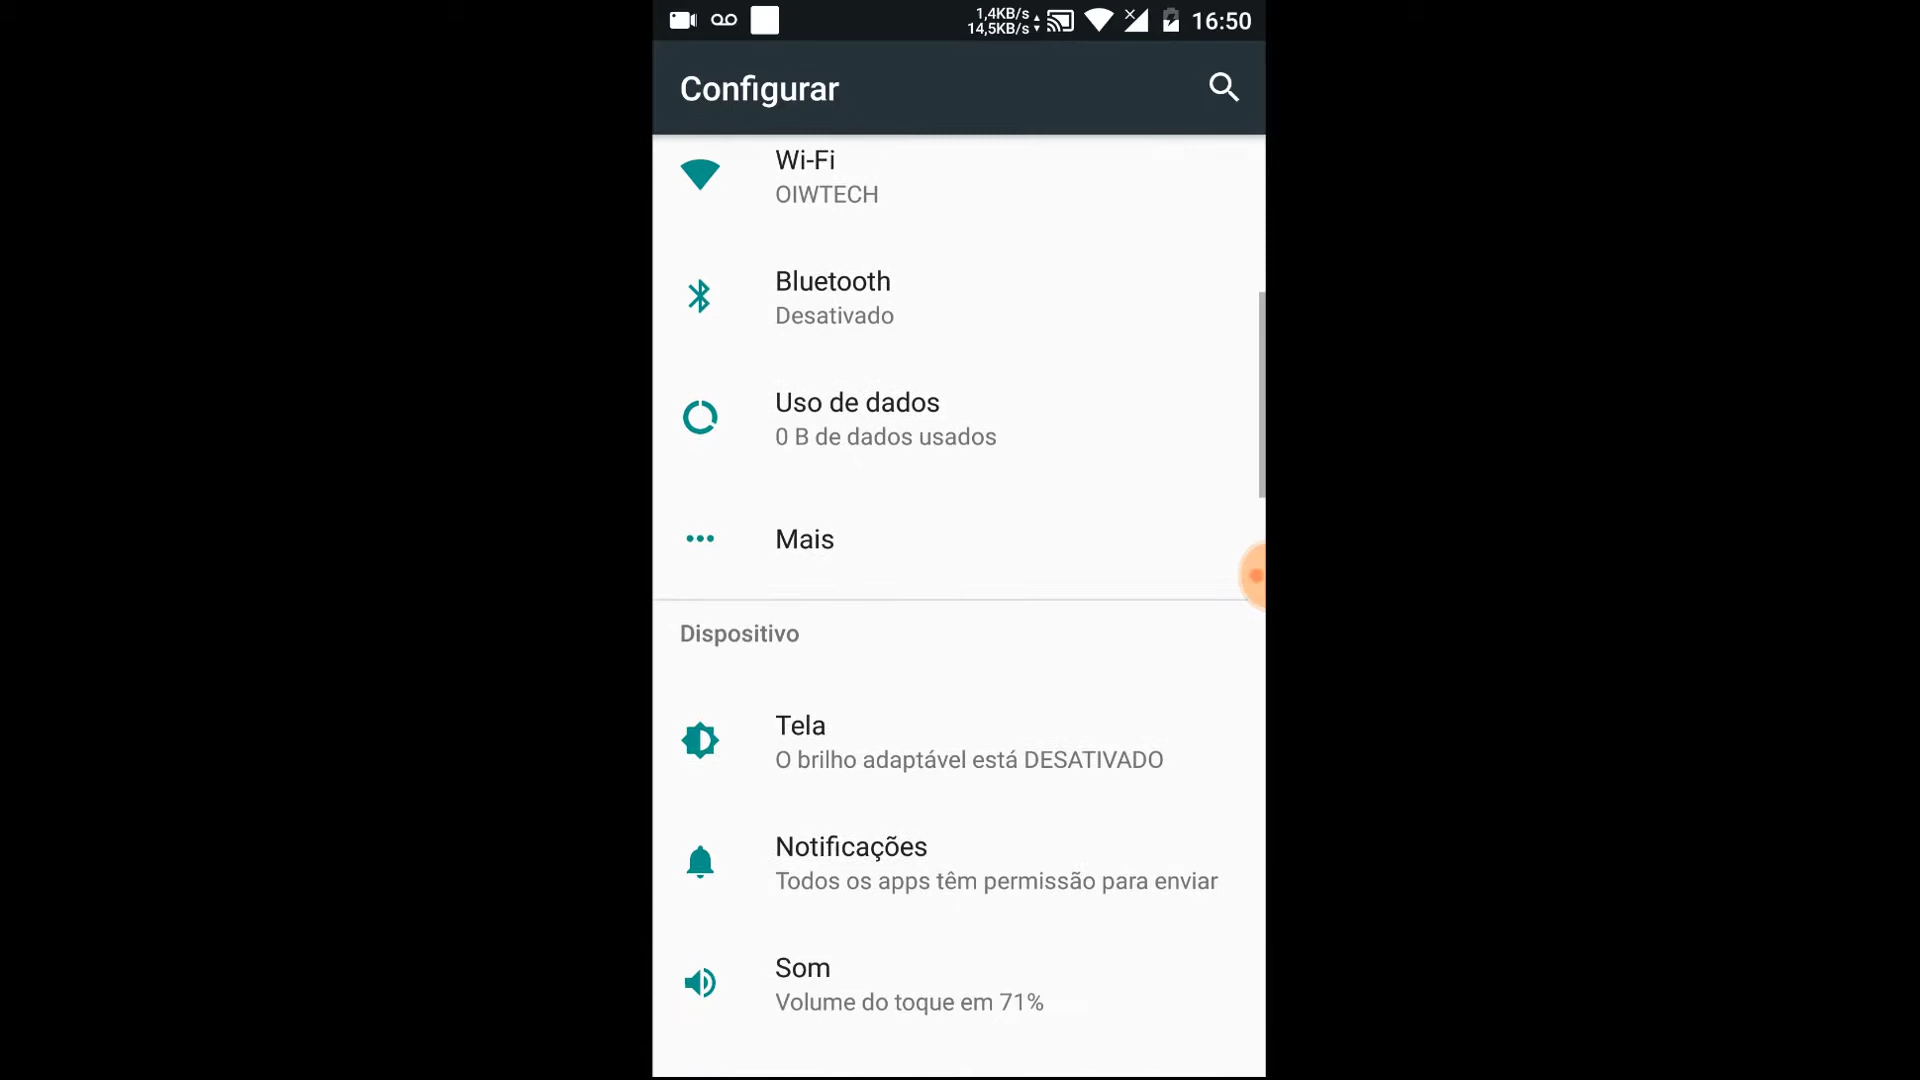 1,4KB/s
14,5KB/s
16:50
Configurar
Wi-Fi
OIWTECH
Bluetooth
Desativado
Uso de dados
0 B de dados usados
Mais
Dispositivo
Tela
O brilho adaptável está DESATIVADO
Notificações
Todos os apps têm permissão para enviar
Som
Volume do toque em 71%